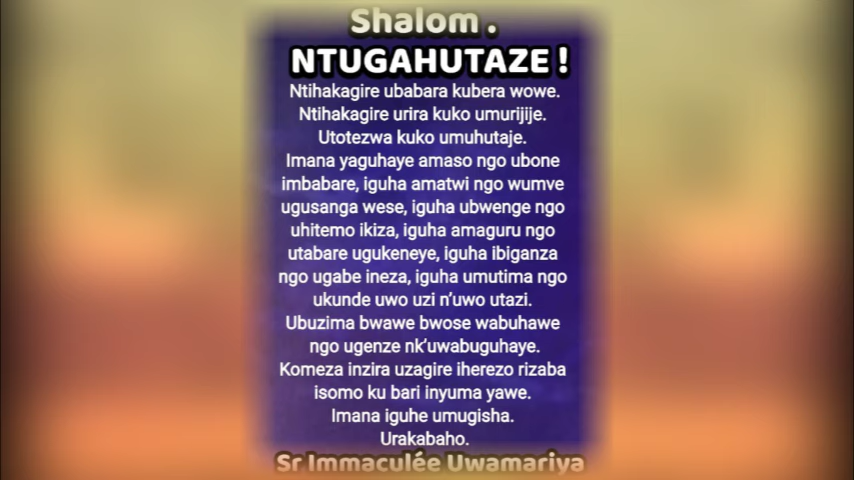 Shalom .
NTUGAHUTAZE !
Ntihakagire ubabara kubera wowe.
Ntihakagire urira kuko umurijije.
Utotezwa kuko umuhutaje.
Imana yaguhaye amaso ngo ubone
imbabare, iguha amatwi ngo wumve
ugusanga wese, iguha ubwenge ngo
uhitemo ikiza, iguha amaguru ngo
utabare ugukeneye, iguha ibiganza
ngo ugabe ineza, iguha umutima ngo
ukunde uwo uzi n’uwo utazi.
Ubuzima bwawe bwose wabuhawe
ngo ugenze nk’uwabuguhaye.
Komeza inzira uzagire iherezo rizaba
isomo ku bari inyuma yawe.
Imana iguhe umugisha.
Urakabaho.
Sr Immaculée Uwamariya